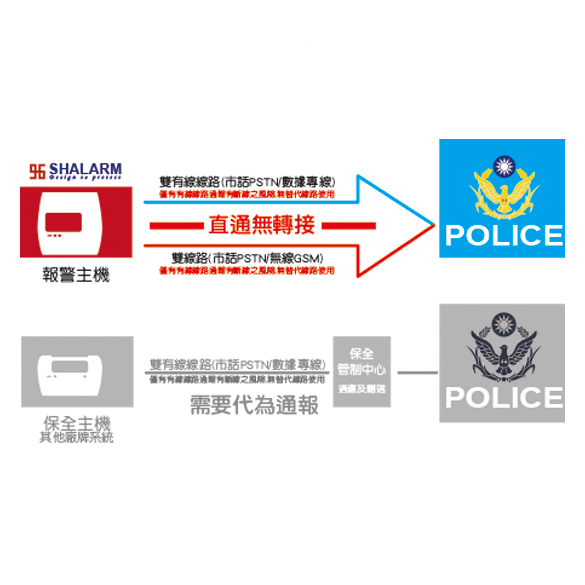 SHALARM
Design to protect
報警主機
雙有線線路(市話PSTN/數據專線)
僅有有線線路過報有斷線之風險.無替代線路使用
直通無轉接
雙線路(市話PSTN/無線GSM)
僅有有線線路過報有斷線之風險.無替代線路使用
POLICE
保全主機
其他廠牌系統
雙有線線路(市話PSTN/數據專線)
僅有有線線路過報有斷線之風險.無替代線路使用
需要代為通報
保全
管制中心
過濾及篩選
POLICE